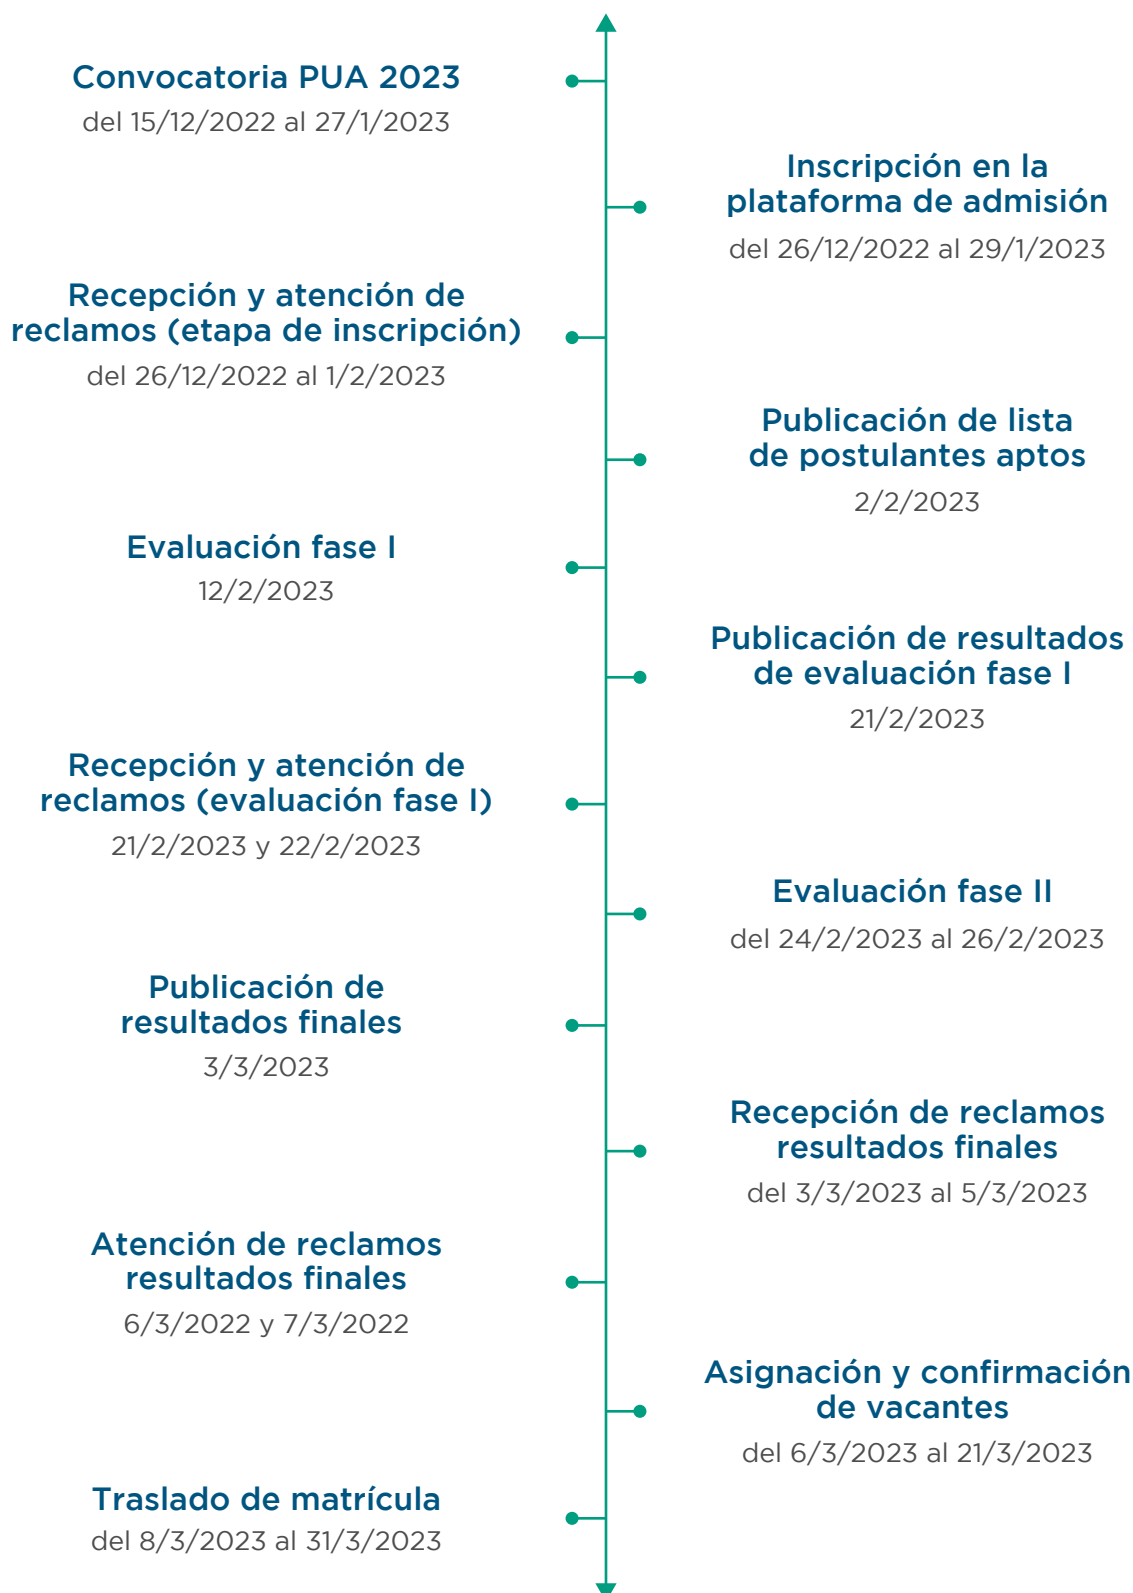 Convocatoria PUA 2023
del 15/12/2022 al 27/1/2023
Inscripción en la
plataforma de admisión
del 26/12/2022 al 29/1/2023
Recepción y atención de
reclamos (etapa de inscripción)
del 26/12/2022 al 1/2/2023
Publicación de lista
de postulantes aptos
2/2/2023
Evaluación fase I
12/2/2023
Publicación de resultados
de evaluación fase I
21/2/2023
Recepción y atención de
reclamos (evaluación fase I)
21/2/2023 y 22/2/2023
Evaluación fase II
del 24/2/2023 al 26/2/2023
Publicación de
resultados finales
3/3/2023
Recepción de reclamos
resultados finales
del 3/3/2023 al 5/3/2023
Atención de reclamos
resultados finales
6/3/2022 y 7/3/2022
Asignación y confirmación
de vacantes
del 6/3/2023 al 21/3/2023
Traslado de matrícula
del 8/3/2023 al 31/3/2023